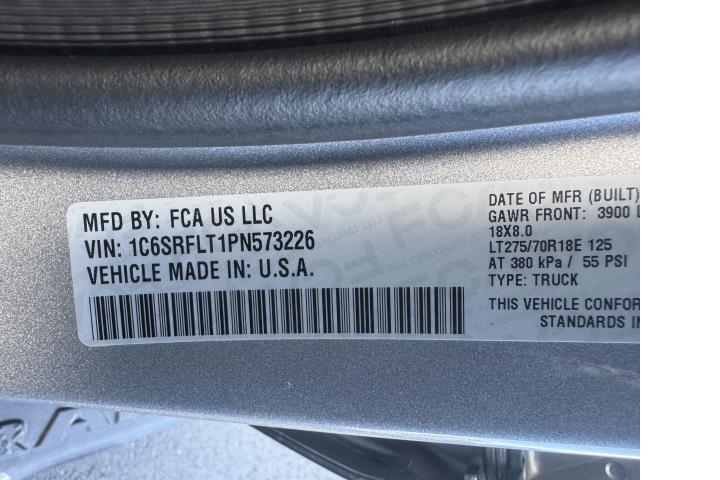 MFD BY: FCA US LLC
VIN: 1C6SRFLT1PN573226
VEHICLE MADE IN: U.S.A.
DATE OF MFR (BUILT)
GAWR FRONT: 3900
18X8.0
LT275/70R18E 125
AT 380 kPa / 55 PSI
TYPE: TRUCK
THIS VEHICLE CONFOR
STANDARDS IN